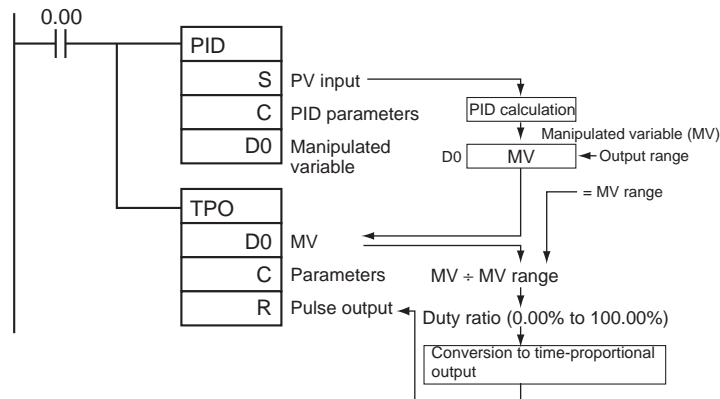 0.00
PID
S PV input
C PID parameters
D0 Manipulated
variable
PID calculation
Manipulated variable (MV)
D0 MV Output range
= MV range
TPO
D0 MV
C Parameters
R Pulse output
MV ÷ MV range
Duty ratio (0.00% to 100.00%)
Conversion to time-proportional
output